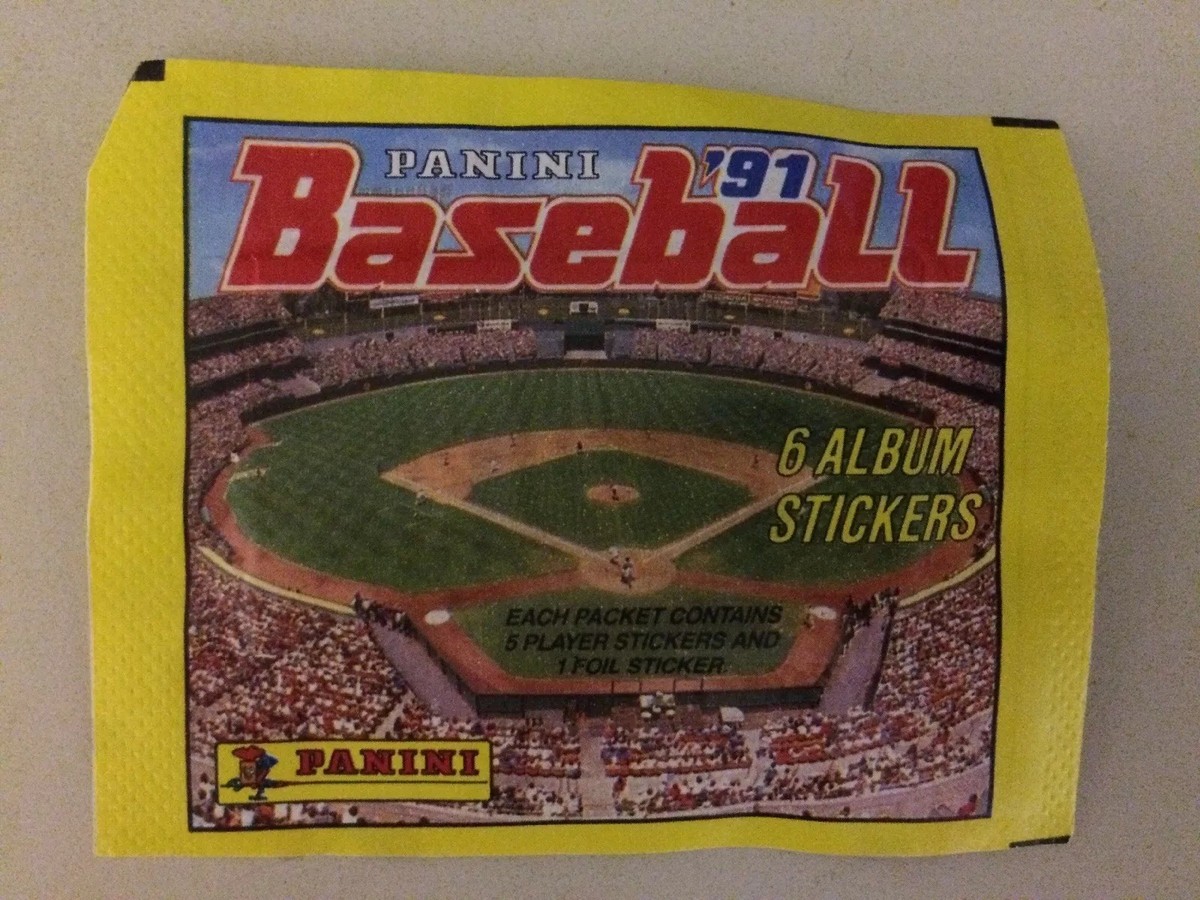 PANINI
'91
Baseball
6 ALBUM
STICKERS
EACH PACKET CONTAINS
5 PLAYER STICKERS AND
1 FOIL STICKER
PANINI